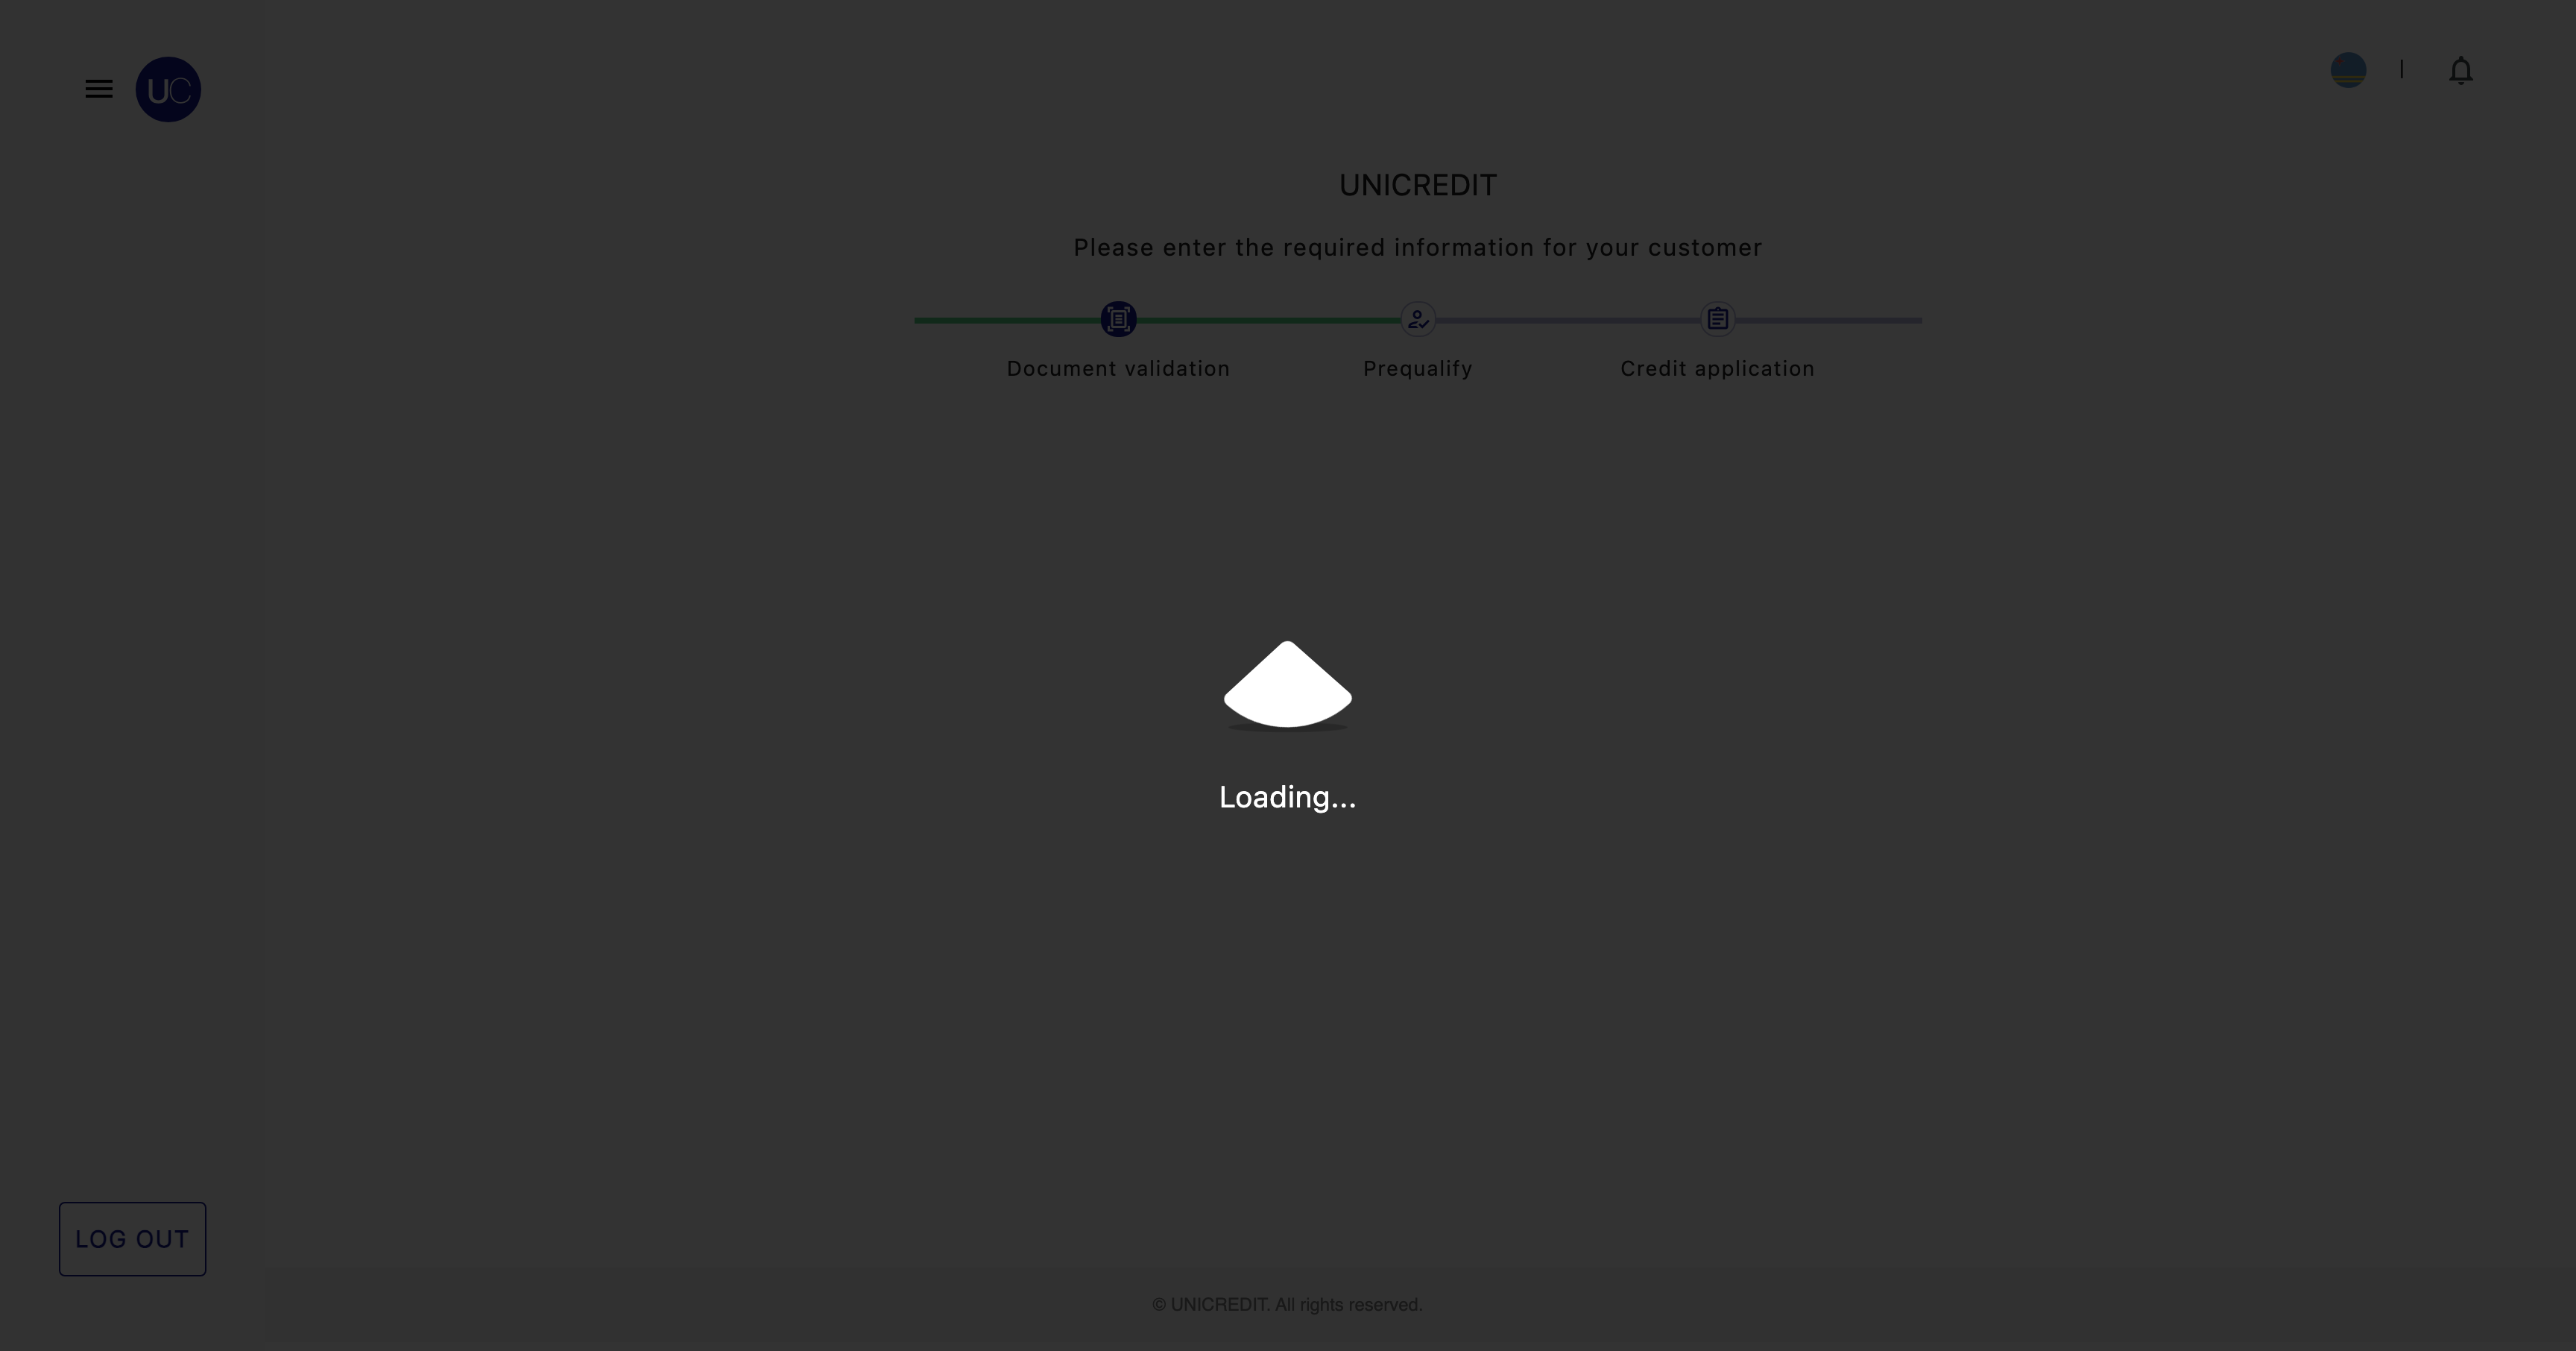 UC
UNICREDIT
Please enter the required information for your customer
Document validation
Prequalify
Credit application
Loading...
LOG OUT
© UNICREDIT. All rights reserved.